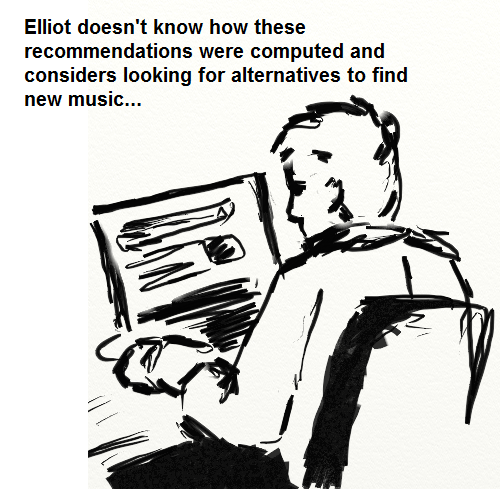 Elliot doesn't know how these
recommendations were computed and
considers looking for alternatives to find
new music...